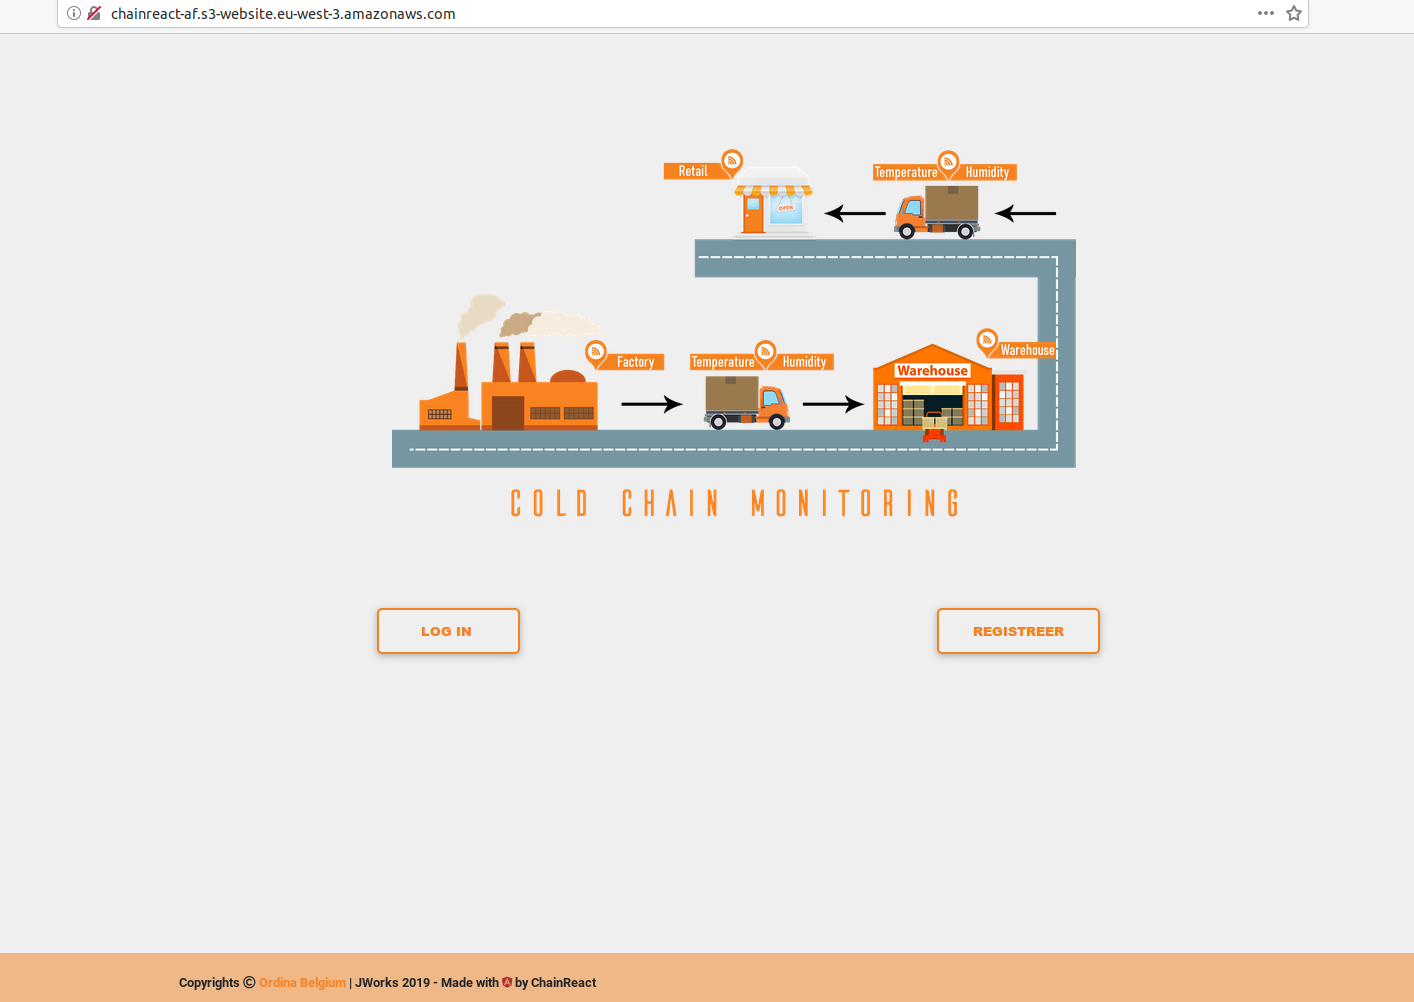 chainreact-af.s3-website.eu-west-3.amazonaws.com
Retail
Temperature Humidity
OPEN
Factory
Temperature Humidity
Warehouse
Warehouse
COLD CHAIN MONITORING
LOG IN
REGISTREER
Copyrights © Ordina Belgium | JWorks 2019 - Made with by ChainReact